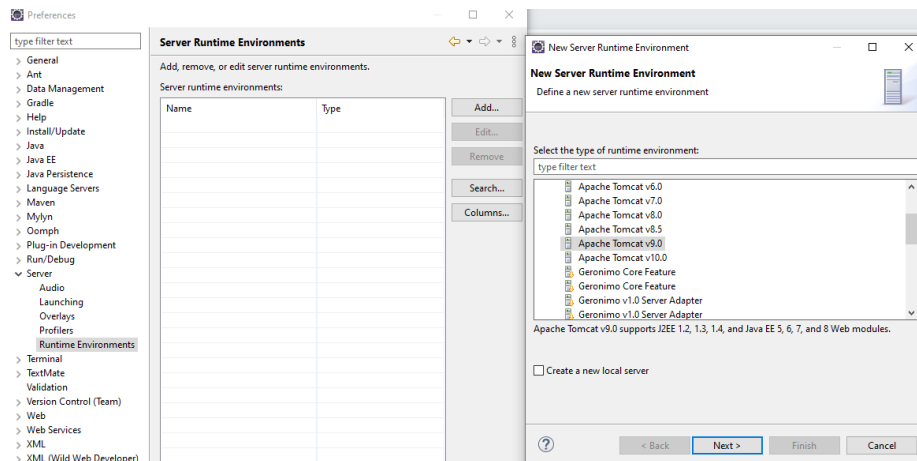 Preferences
type filter text
General
Ant
Data Management
Gradle
Help
Install/Update
Java
Java EE
Java Persistence
Language Servers
Maven
Mylyn
Oomph
Plug-in Development
Run/Debug
Server
Audio
Launching
Overlays
Profilers
Runtime Environments
Terminal
TextMate
Validation
Version Control (Team)
Web
Web Services
XML
XML (Wild Web Developer)
Server Runtime Environments
Add, remove, or edit server runtime environments.
Server runtime environments:
Name Type
Add...
Edit...
Remove
Search...
Columns...
New Server Runtime Environment
New Server Runtime Environment
Define a new server runtime environment
Select the type of runtime environment:
type filter text
Apache Tomcat v6.0
Apache Tomcat v7.0
Apache Tomcat v8.0
Apache Tomcat v8.5
Apache Tomcat v9.0
Apache Tomcat v10.0
Geronimo Core Feature
Geronimo Core Feature
Geronimo v1.0 Server Adapter
Geronimo v1.0 Server Adapter
Apache Tomcat v9.0 supports J2EE 1.2, 1.3, 1.4, and Java EE 5, 6, 7, and 8 Web modules.
Create a new local server
? < Back Next > Finish Cancel